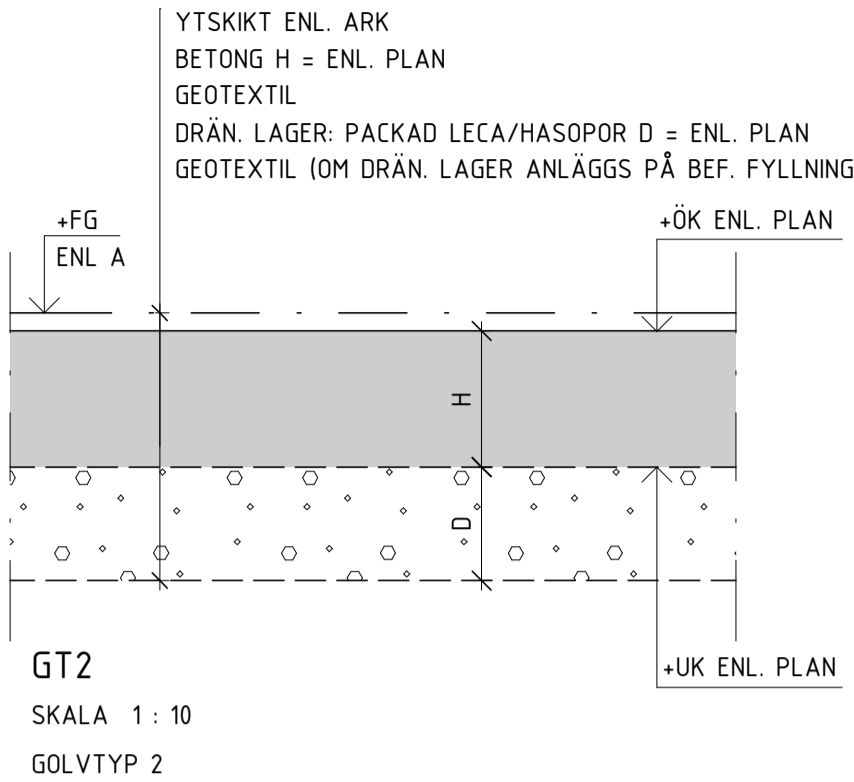 YTSKIKT ENL. ARK
BETONG H = ENL. PLAN
GEOTEXTIL
DRÄN. LAGER: PACKAD LECA/HASOPOR D = ENL. PLAN
GEOTEXTIL (OM DRÄN. LAGER ANLÄGGS PÅ BEF. FYLLNING
+FG
ENL A
+ÖK ENL. PLAN
H
D
+UK ENL. PLAN
GT2
SKALA 1 : 10
GOLVTYP 2